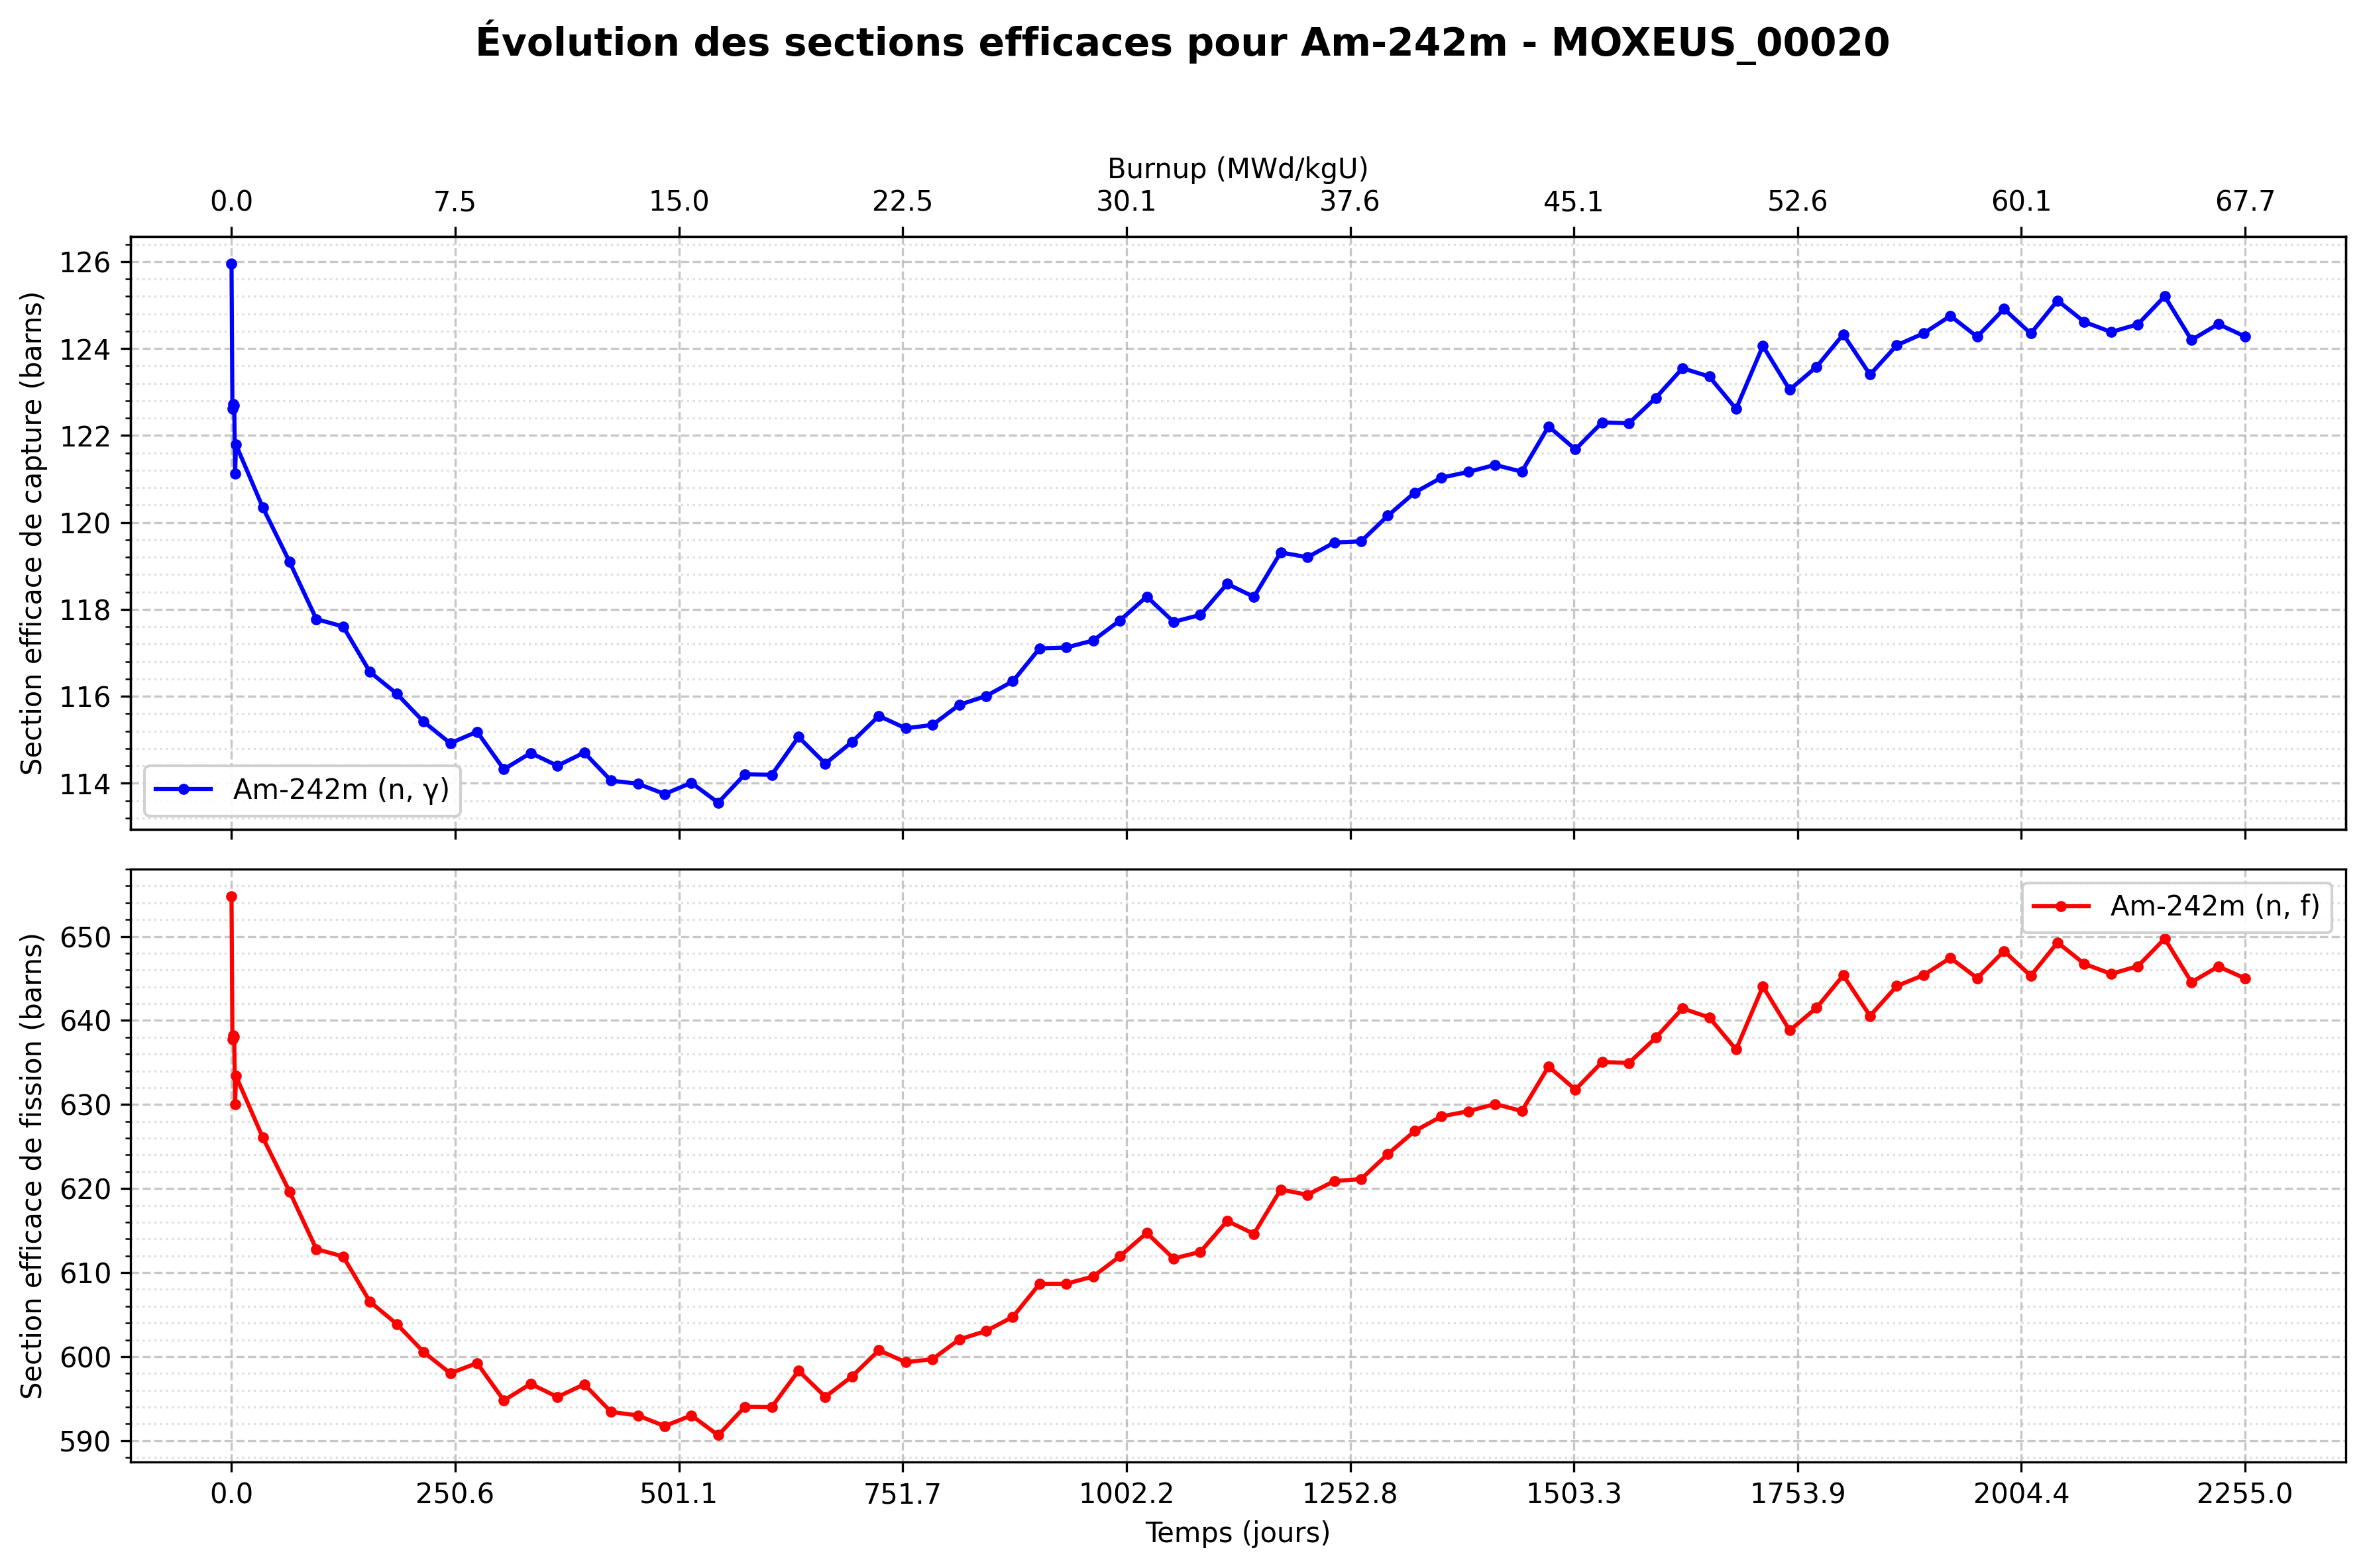 Évolution des sections efficaces pour Am-242m - MOXEUS_00020
Burnup (MWd/kgU)
0.0 7.5 15.0 22.5 30.1 37.6 45.1 52.6 60.1 67.7
Section efficace de capture (barns)
126
124
122
120
118
116
114
Am-242m (n, γ)
Section efficace de fission (barns)
650
640
630
620
610
600
590
Am-242m (n, f)
0.0 250.6 501.1 751.7 1002.2 1252.8 1503.3 1753.9 2004.4 2255.0
Temps (jours)